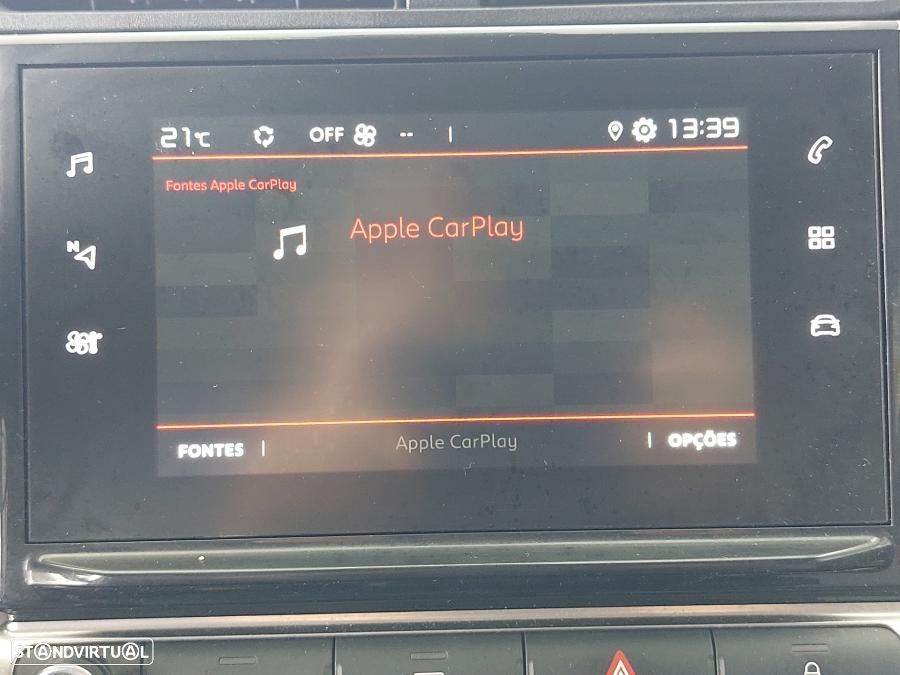 21°C OFF -- 13:39
Fontes Apple CarPlay
Apple CarPlay
N
FONTES Apple CarPlay OPÇÕES
STANDVIRTUAL